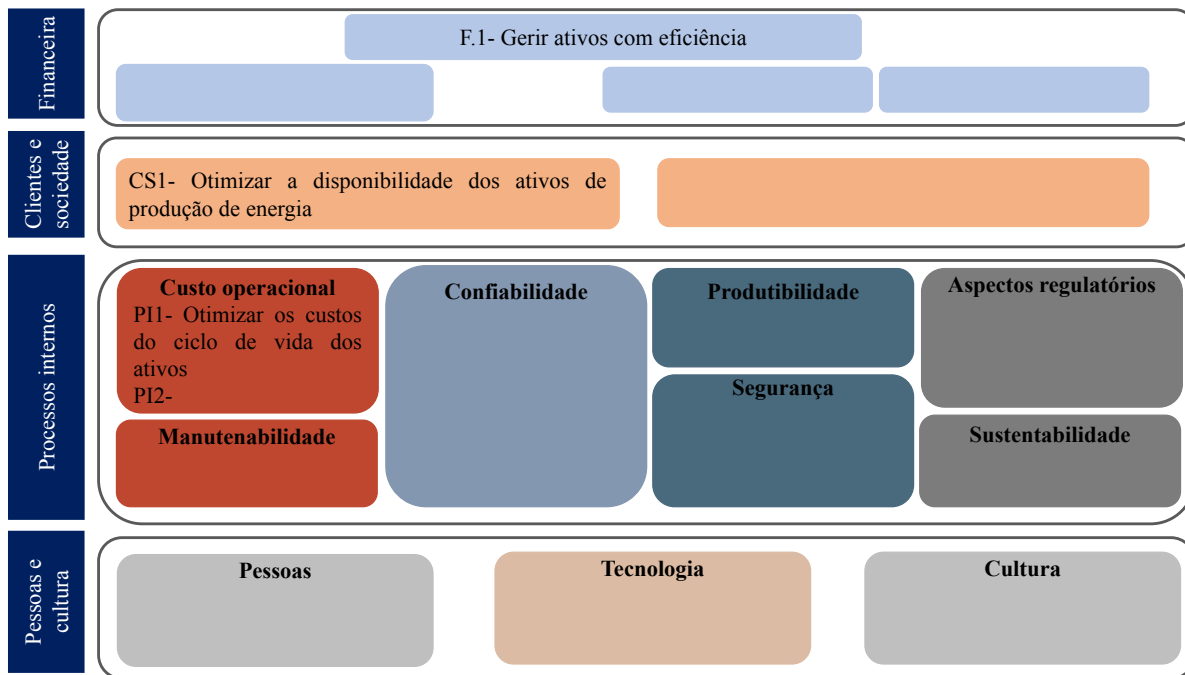 Financeira
F.1- Gerir ativos com eficiência
Clientes e
sociedade
CS1- Otimizar a disponibilidade dos ativos de
produção de energia
Processos internos
Custo operacional
PI1- Otimizar os custos
do ciclo de vida dos
ativos
PI2-
Manutenabilidade
Confiabilidade
Produtibilidade
Segurança
Aspectos regulatórios
Sustentabilidade
Pessoas e
cultura
Pessoas
Tecnologia
Cultura